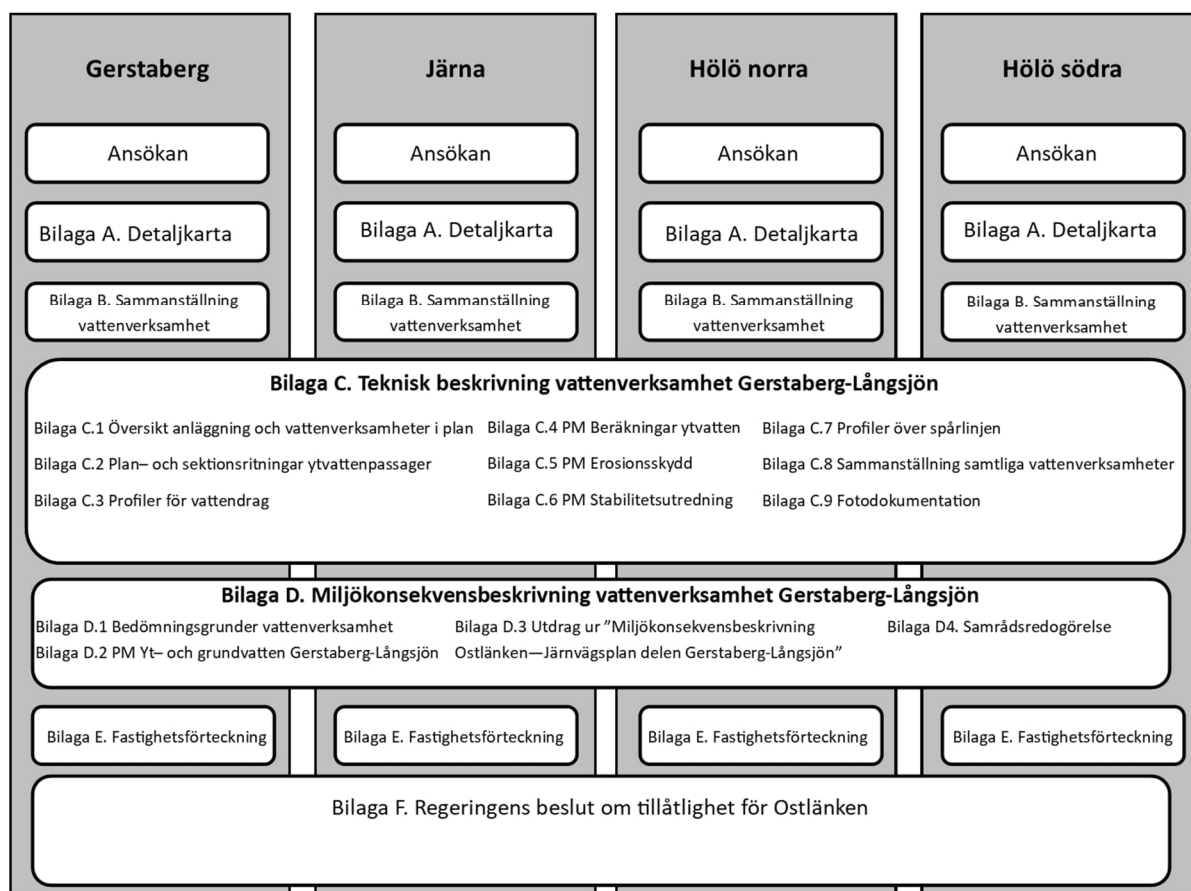 Gerstaberg
Järna
Hölö norra
Hölö södra
Ansökan
Ansökan
Ansökan
Ansökan
Bilaga A. Detaljkarta
Bilaga A. Detaljkarta
Bilaga A. Detaljkarta
Bilaga A. Detaljkarta
Bilaga B. Sammanställning
vattenverksamhet
Bilaga B. Sammanställning
vattenverksamhet
Bilaga B. Sammanställning
vattenverksamhet
Bilaga B. Sammanställning
vattenverksamhet
Bilaga C. Teknisk beskrivning vattenverksamhet Gerstaberg-Långsjön
Bilaga C.1 Översikt anläggning och vattenverksamheter i plan
Bilaga C.2 Plan– och sektionsritningar ytvattenpassager
Bilaga C.3 Profiler för vattendrag
Bilaga C.4 PM Beräkningar ytvatten
Bilaga C.5 PM Erosionsskydd
Bilaga C.6 PM Stabilitetsutredning
Bilaga C.7 Profiler över spårlinjen
Bilaga C.8 Sammanställning samtliga vattenverksamheter
Bilaga C.9 Fotodokumentation
Bilaga D. Miljökonsekvensbeskrivning vattenverksamhet Gerstaberg-Långsjön
Bilaga D.1 Bedömningsgrunder vattenverksamhet
Bilaga D.2 PM Yt– och grundvatten Gerstaberg-Långsjön
Bilaga D.3 Utdrag ur ”Miljökonsekvensbeskrivning
Ostlänken—Järnvägsplan delen Gerstaberg-Långsjön”
Bilaga D4. Samrådsredogörelse
Bilaga E. Fastighetsförteckning
Bilaga E. Fastighetsförteckning
Bilaga E. Fastighetsförteckning
Bilaga E. Fastighetsförteckning
Bilaga F. Regeringens beslut om tillåtlighet för Ostlänken